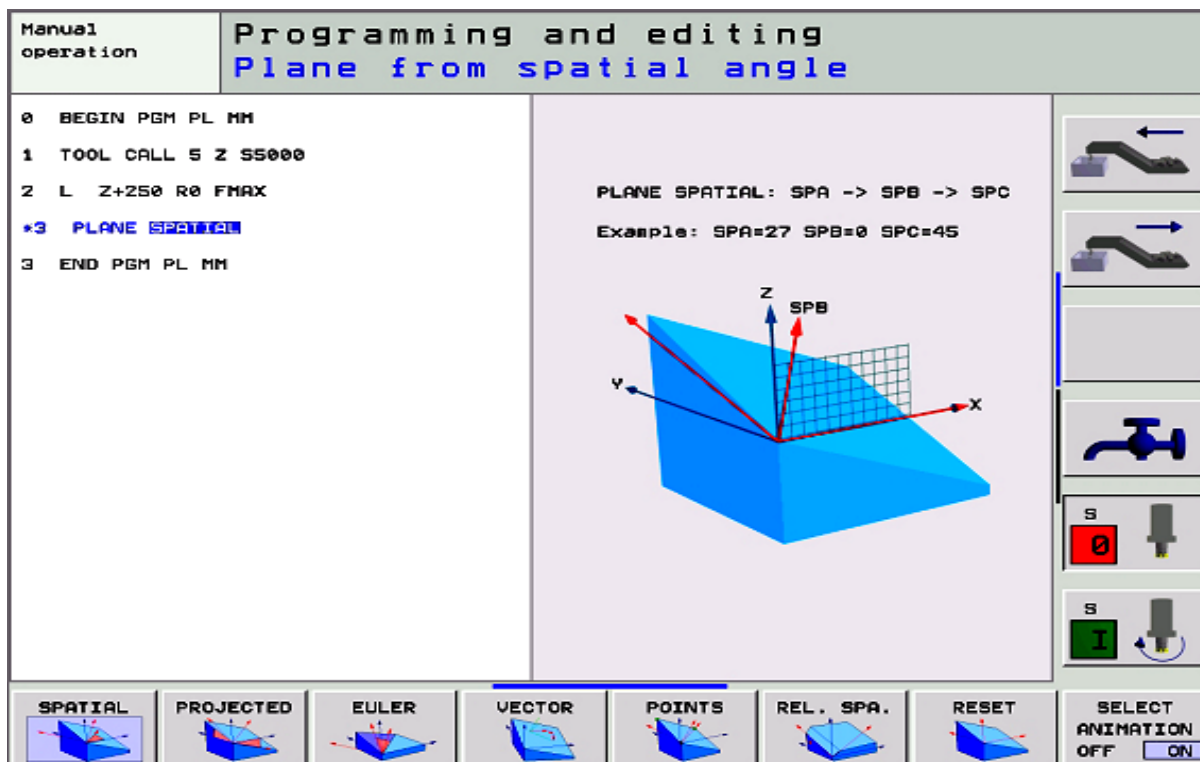 Manual
operation
Programming and editing
Plane from spatial angle
0 BEGIN PGM PL MM
1 TOOL CALL 5 Z S5000
2 L Z+250 R0 FMAX
*3 PLANE SPATIAL
3 END PGM PL MM
PLANE SPATIAL: SPA -> SPB -> SPC
Example: SPA=27 SPB=0 SPC=45
Z
SPB
Y
X
S
0
S
I
SPATIAL
PROJECTED
EULER
VECTOR
POINTS
REL. SPA.
RESET
SELECT
ANIMATION
OFF ON